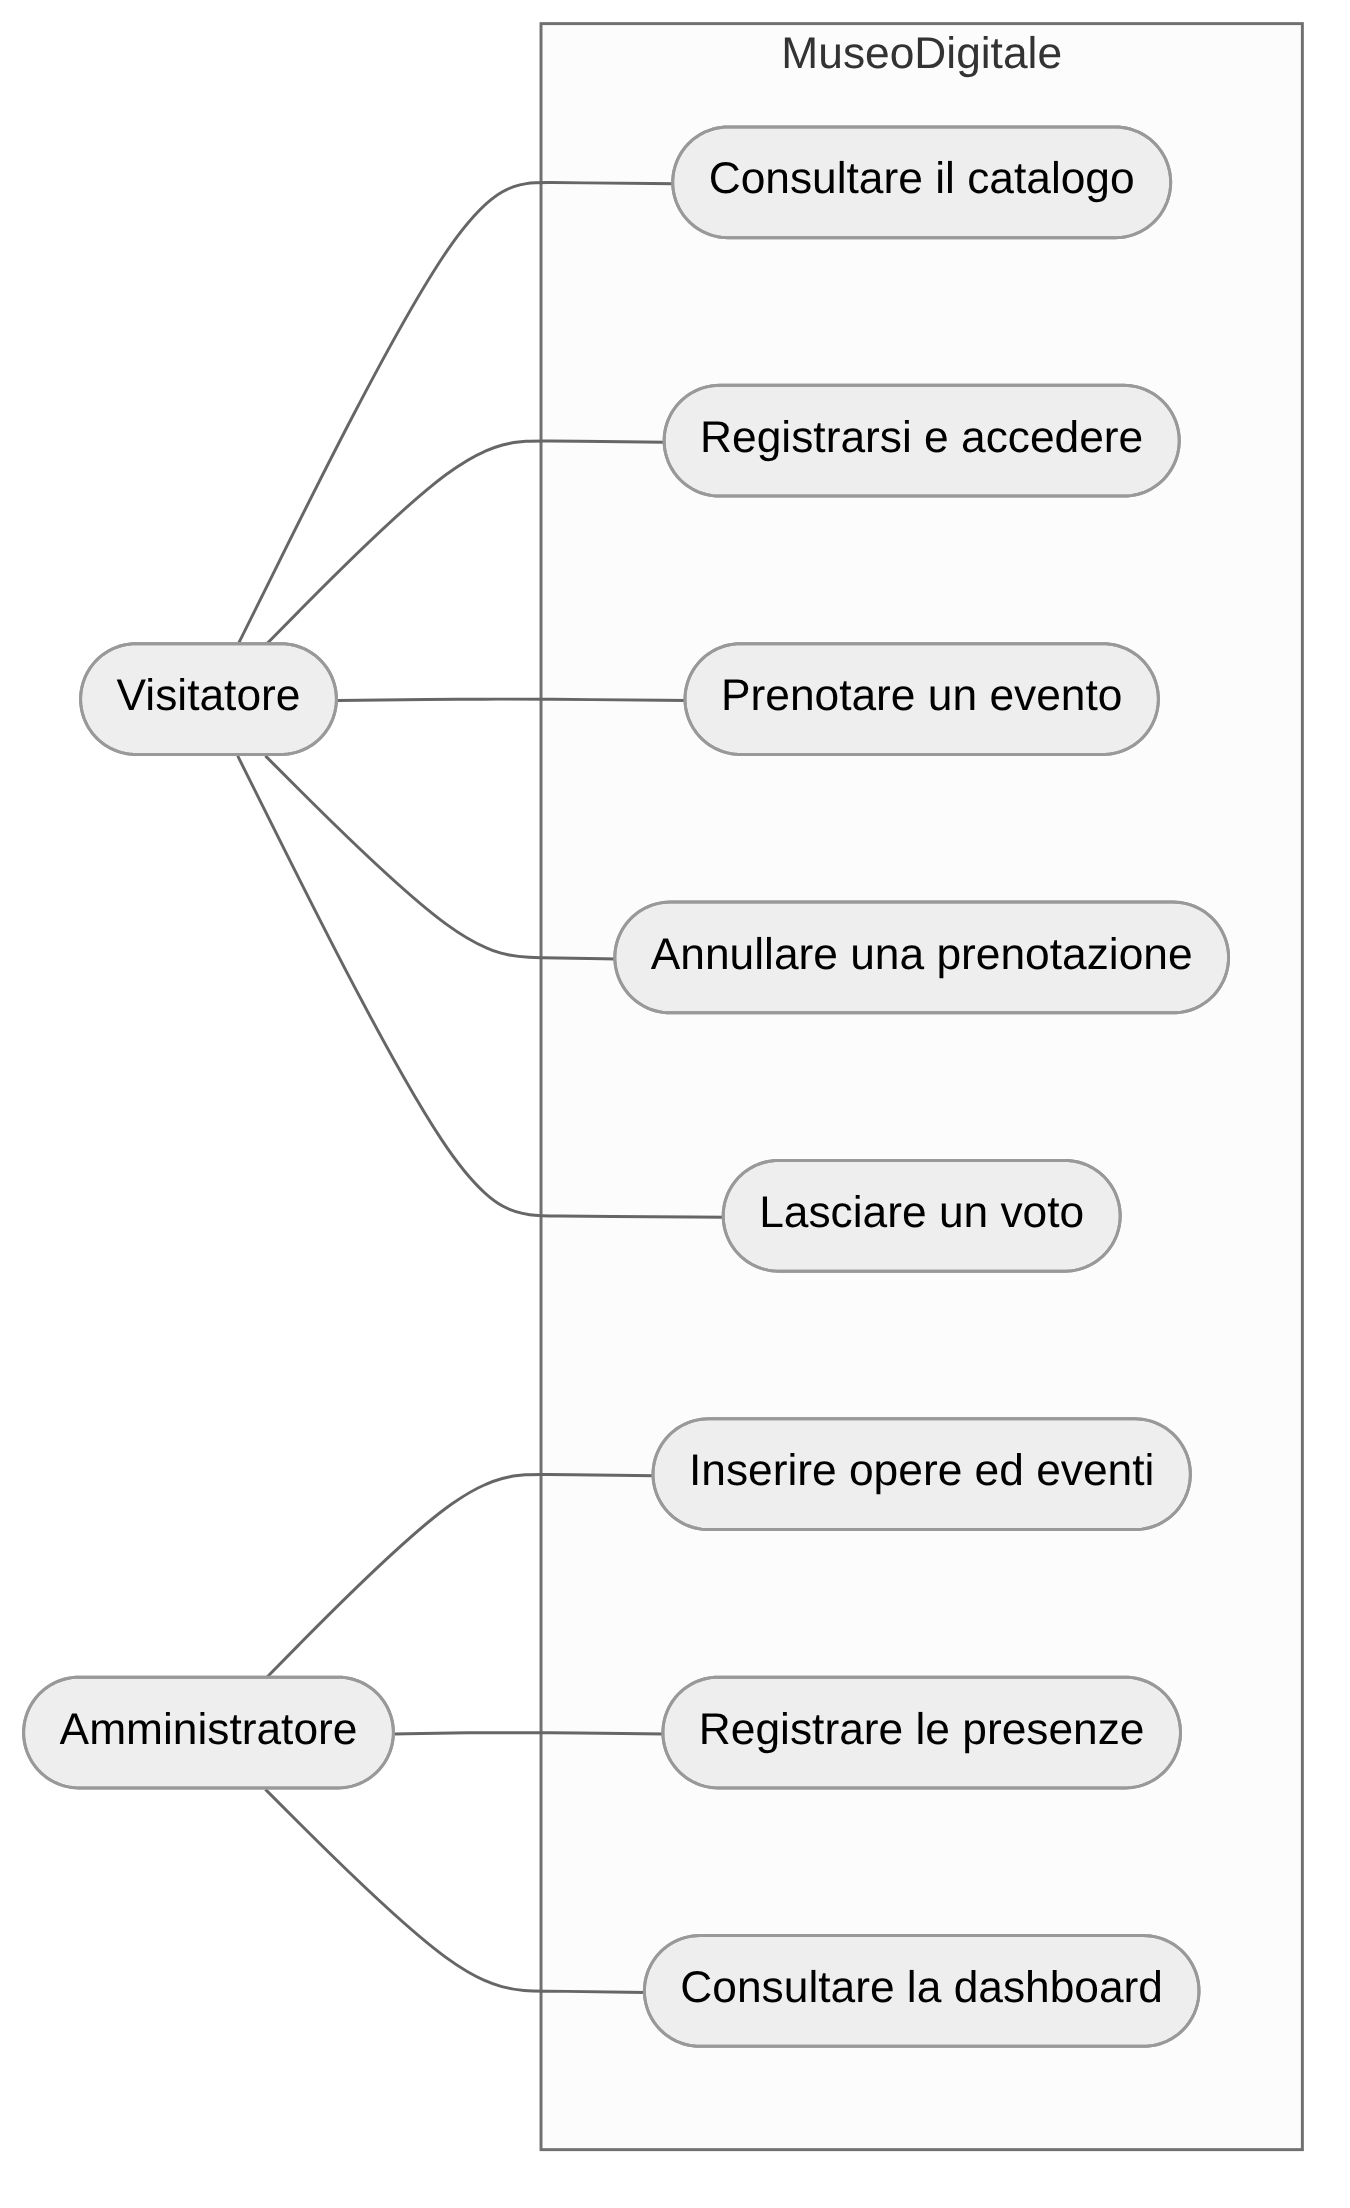 MuseoDigitale
Consultare il catalogo
Registrarsi e accedere
Visitatore
Prenotare un evento
Annullare una prenotazione
Lasciare un voto
Inserire opere ed eventi
Amministratore
Registrare le presenze
Consultare la dashboard